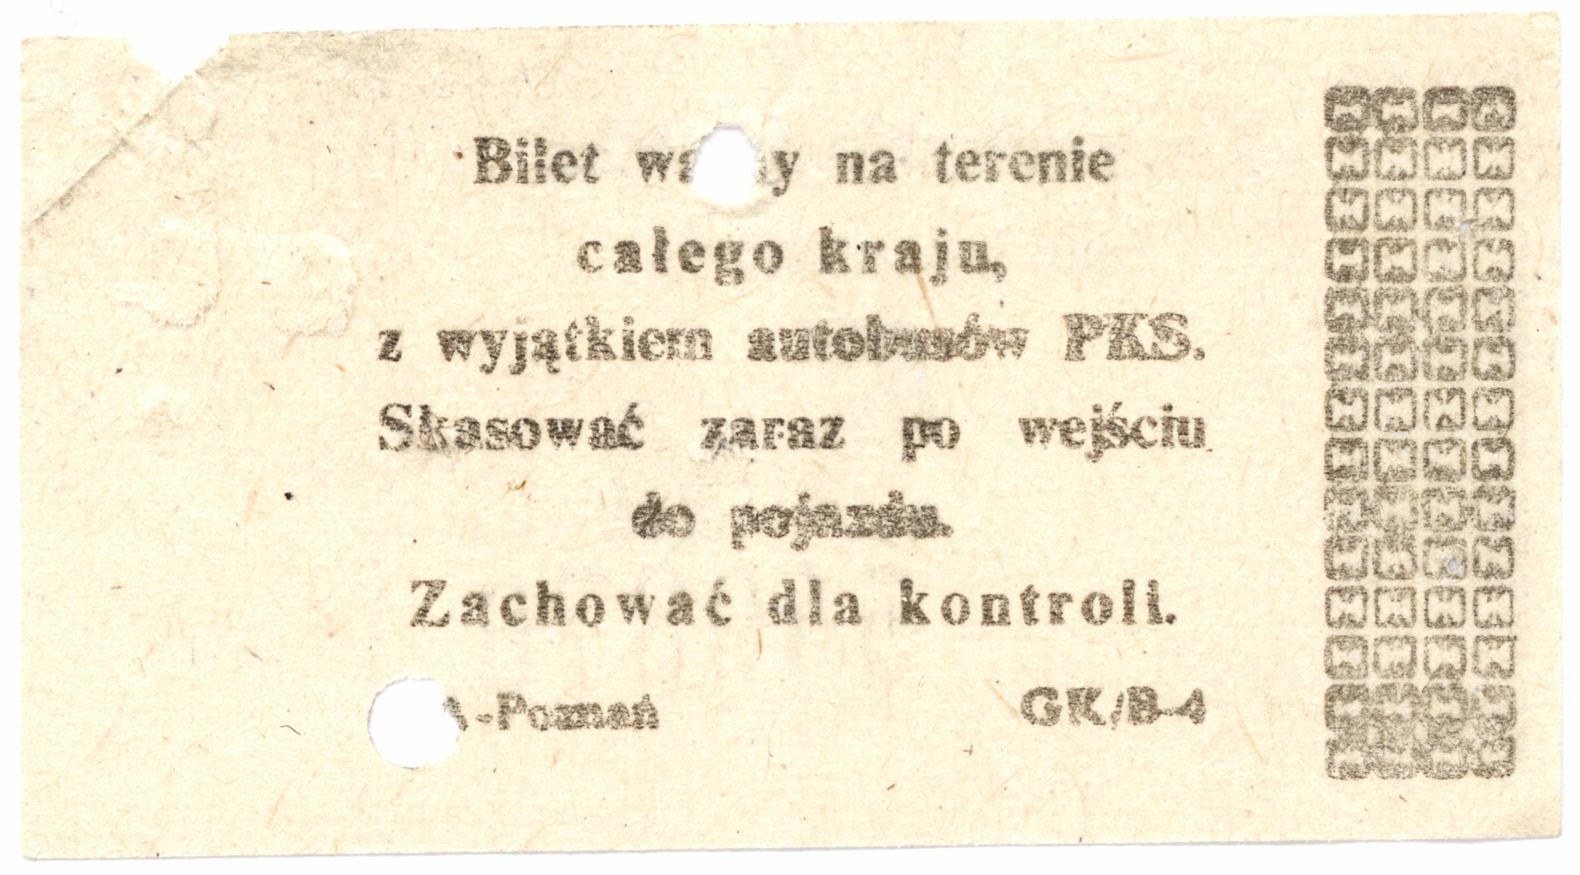 Bilet ważny na terenie
całego kraju,
z wyjątkiem autobusów PKS.
Skasować zaraz po wejściu
do pojazdu.
Zachować dla kontroli.
A-Poznań GK/B-4